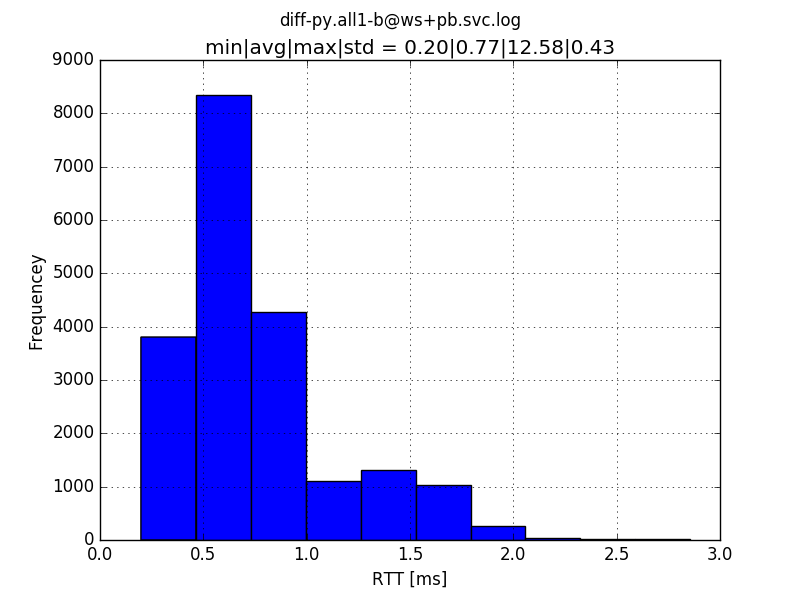 diff-py.all1-b@ws+pb.svc.log
min|avg|max|std = 0.20|0.77|12.58|0.43
9000
8000
7000
6000
5000
4000
3000
2000
1000
0
Frequencey
0.0 0.5 1.0 1.5 2.0 2.5 3.0
RTT [ms]